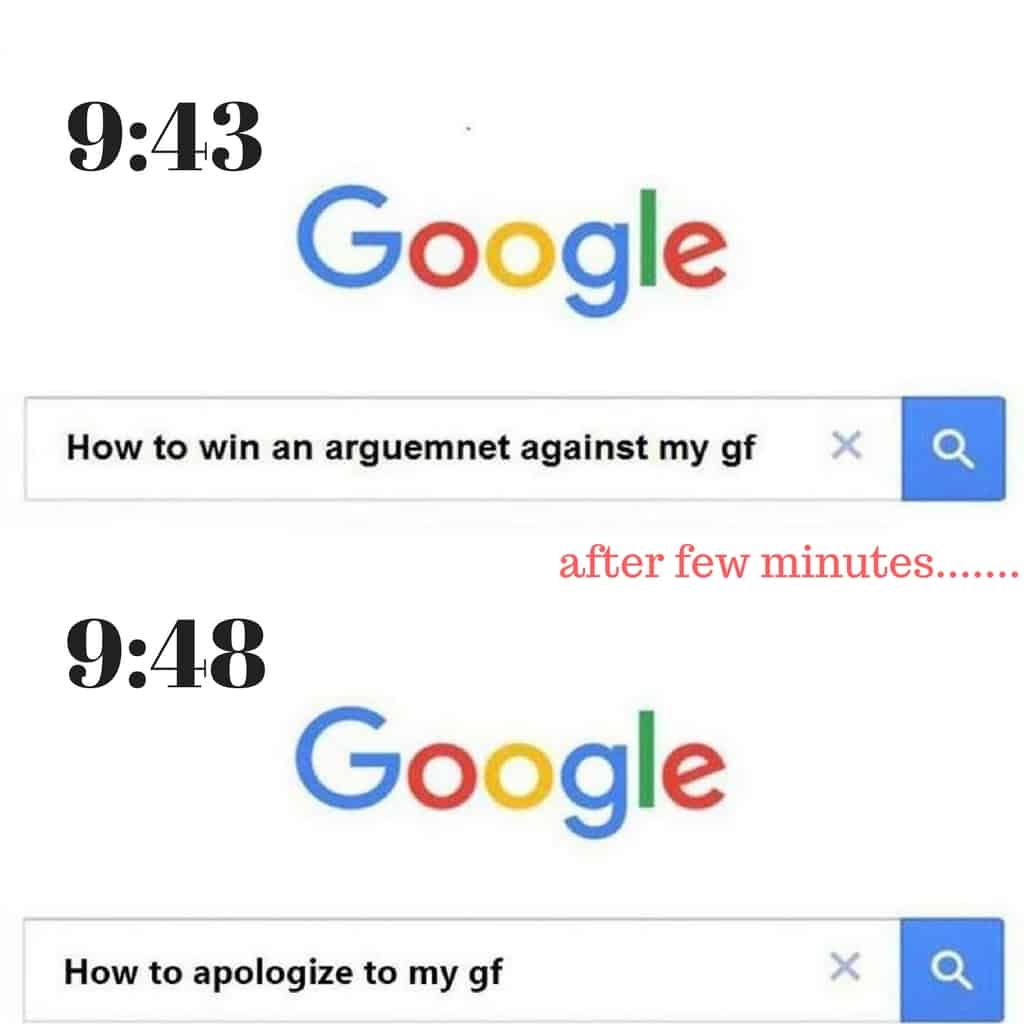 9:43
Google
How to win an arguemnet against my gf
after few minutes.......
9:48
Google
How to apologize to my gf